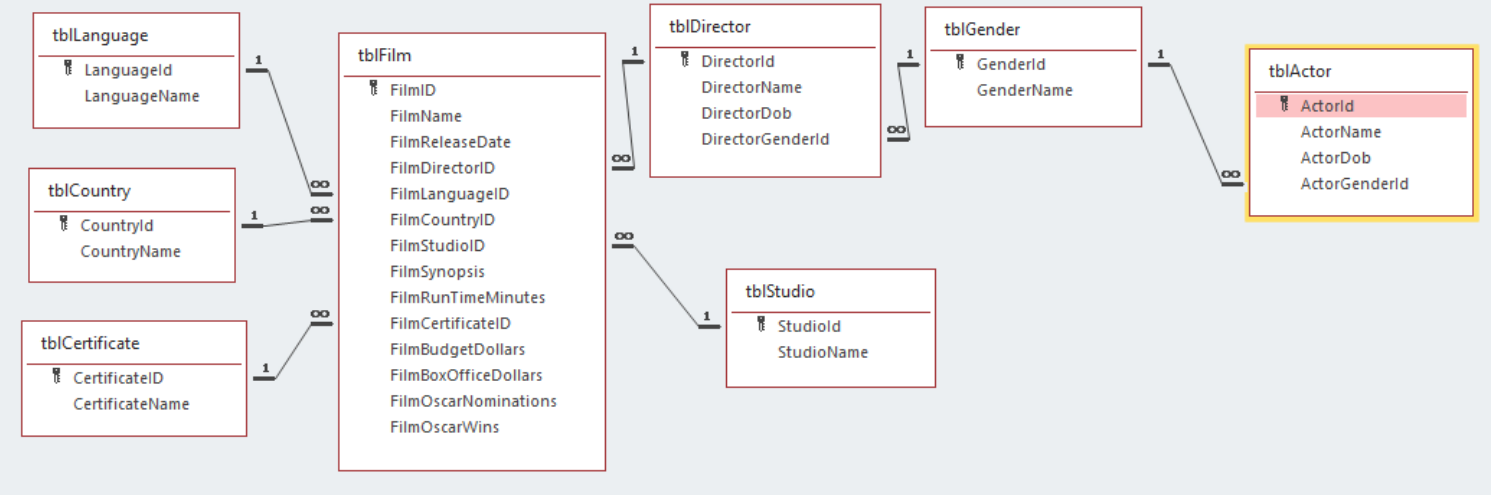 tblLanguage
LanguageId
LanguageName
tblCountry
CountryId
CountryName
tblCertificate
CertificateID
CertificateName
tblFilm
FilmID
FilmName
FilmReleaseDate
FilmDirectorID
FilmLanguageID
FilmCountryID
FilmStudioID
FilmSynopsis
FilmRunTimeMinutes
FilmCertificateID
FilmBudgetDollars
FilmBoxOfficeDollars
FilmOscarNominations
FilmOscarWins
tblDirector
DirectorId
DirectorName
DirectorDob
DirectorGenderId
tblStudio
StudioId
StudioName
tblGender
GenderId
GenderName
tblActor
ActorId
ActorName
ActorDob
ActorGenderId
1
∞
1
∞
1
∞
1
∞
1
∞
1
∞
1
∞